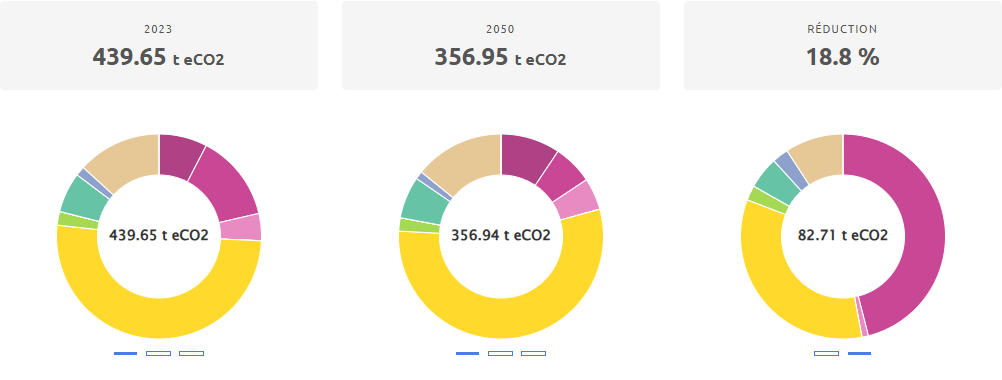 2023
439.65 t eCO2
2050
356.95 t eCO2
RÉDUCTION
18.8 %
439.65 t eCO2
356.94 t eCO2
82.71 t eCO2